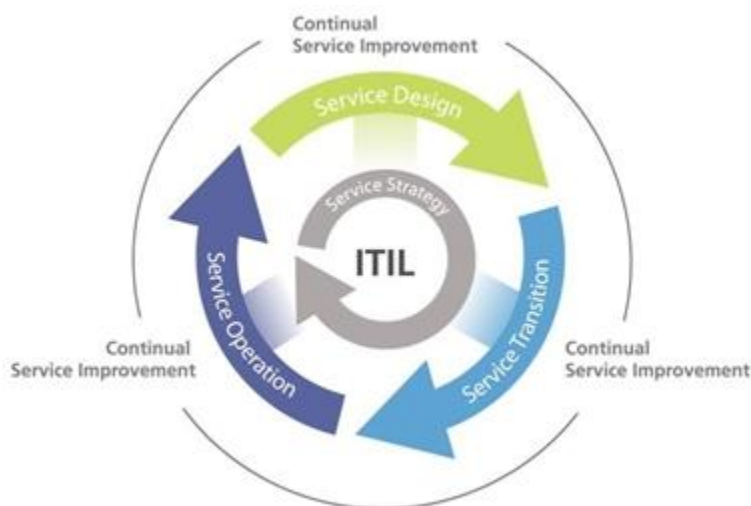 Continual
Service Improvement
Service Design
Service Strategy
ITIL
Service Operation
Service Transition
Continual
Service Improvement
Continual
Service Improvement